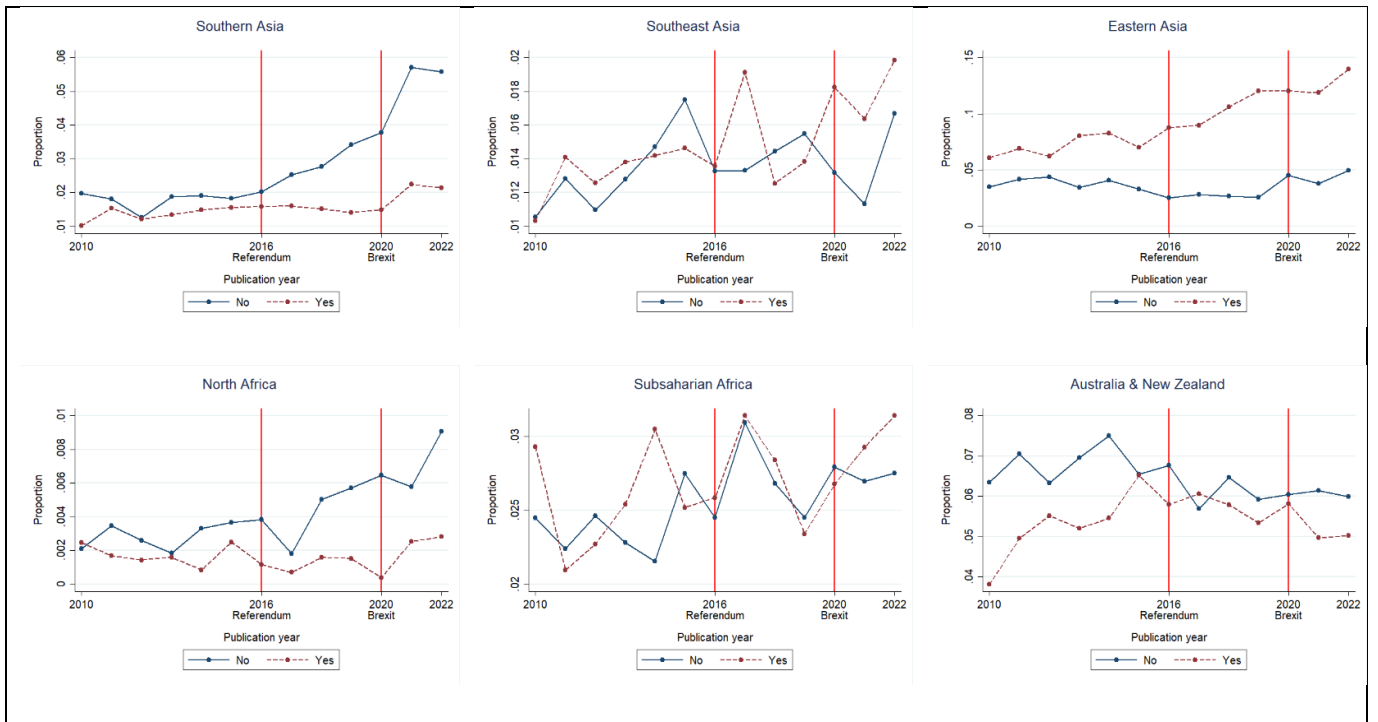 Southern Asia
.06
.05
.04
.03
.02
.01
Proportion
2010
2016
2020
2022
Referendum
Brexit
Publication year
No
Yes
Southeast Asia
.02
.018
.016
.014
.012
.01
Proportion
2010
2016
2020
2022
Referendum
Brexit
Publication year
No
Yes
Eastern Asia
.15
.1
.05
0
Proportion
2010
2016
2020
2022
Referendum
Brexit
Publication year
No
Yes
North Africa
.01
.008
.006
.004
.002
0
Proportion
2010
2016
2020
2022
Referendum
Brexit
Publication year
No
Yes
Subsaharian Africa
.03
.025
.02
Proportion
2010
2016
2020
2022
Referendum
Brexit
Publication year
No
Yes
Australia & New Zealand
.08
.07
.06
.05
.04
Proportion
2010
2016
2020
2022
Referendum
Brexit
Publication year
No
Yes